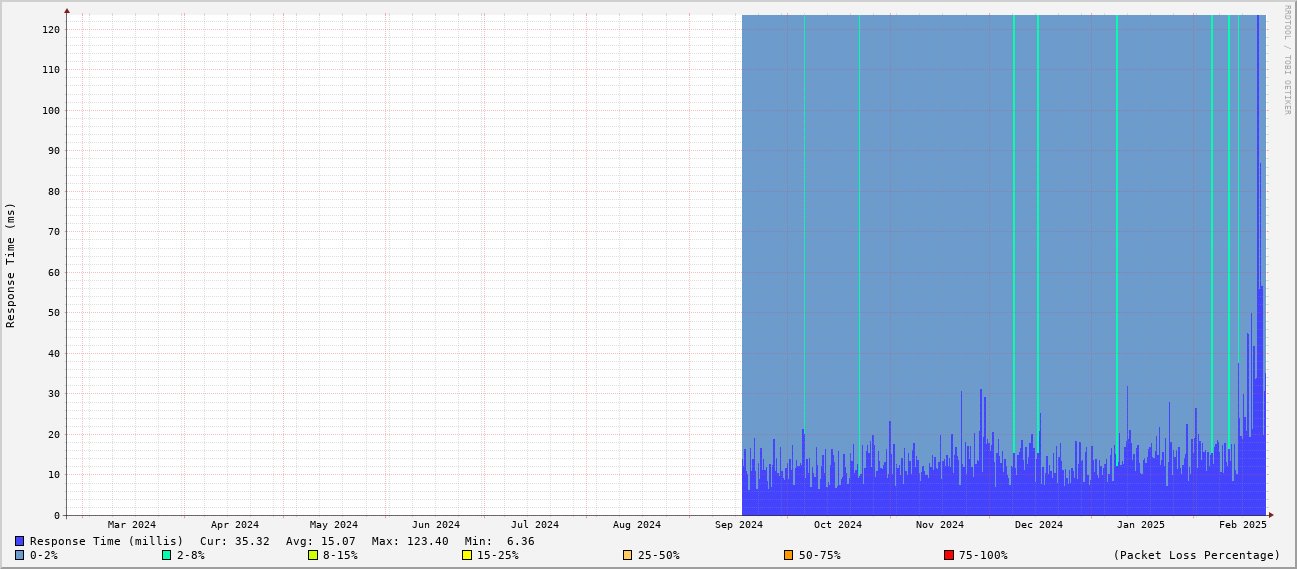 RRDTOOL / TOBI OETIKER
Response Time (ms)
120
110
100
90
80
70
60
50
40
30
20
10
0
Mar 2024 Apr 2024 May 2024 Jun 2024 Jul 2024 Aug 2024 Sep 2024 Oct 2024 Nov 2024 Dec 2024 Jan 2025 Feb 2025
Response Time (millis) Cur: 35.32 Avg: 15.07 Max: 123.40 Min: 6.36
0-2% 2-8% 8-15% 15-25% 25-50% 50-75% 75-100% (Packet Loss Percentage)